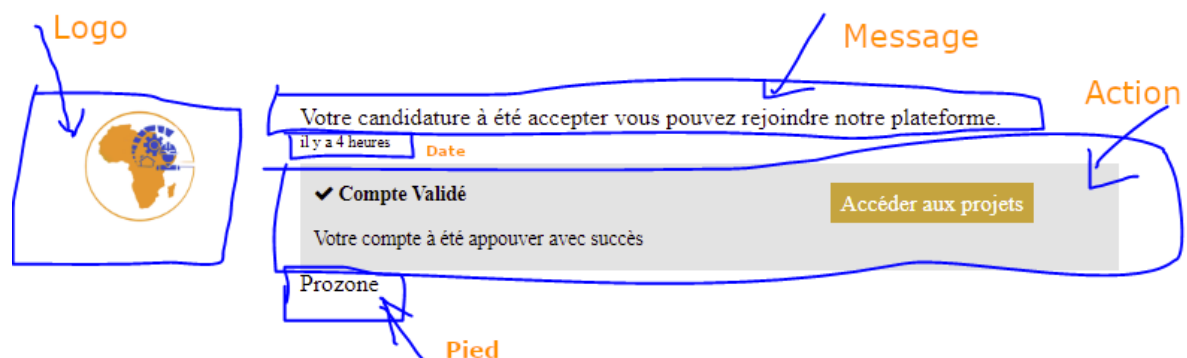 Logo
Message
Action
Votre candidature à été accepter vous pouvez rejoindre notre plateforme.
il y a 4 heures
Date
✔ Compte Validé
Accéder aux projets
Votre compte à été appouver avec succès
Prozone
Pied